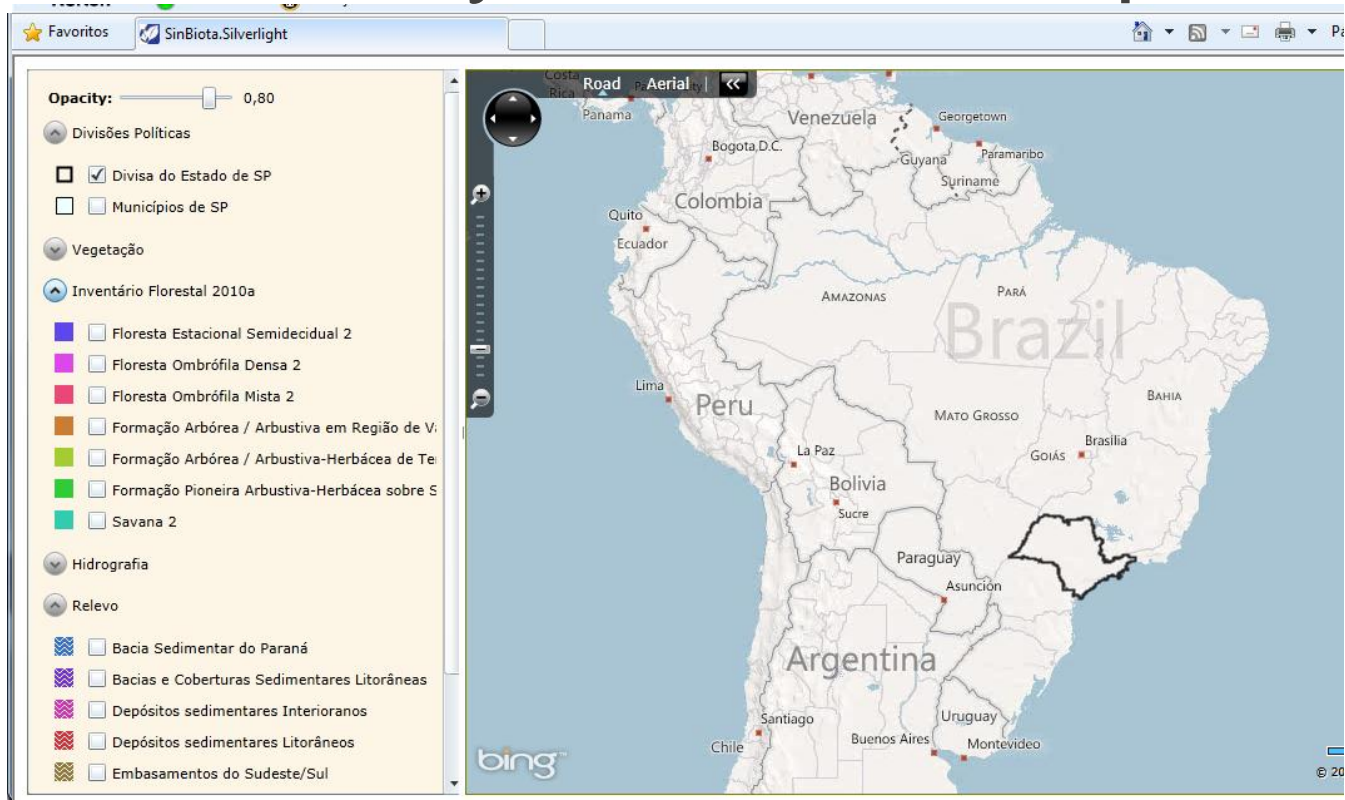 Favoritos
SinBiota.Silverlight
Opacity: 0,80
Divisões Políticas
Divisa do Estado de SP
Municípios de SP
Vegetação
Inventário Florestal 2010a
Floresta Estacional Semidecidual 2
Floresta Ombrófila Densa 2
Floresta Ombrófila Mista 2
Formação Arbórea / Arbustiva em Região de
Formação Arbórea / Arbustiva-Herbácea de
Formação Pioneira Arbustiva-Herbácea sobre
Savana 2
Hidrografia
Relevo
Bacia Sedimentar do Paraná
Bacias e Coberturas Sedimentares Litorâneas
Depósitos sedimentares Interioranos
Depósitos sedimentares Litorâneos
Embasamentos do Sudeste/Sul
Road Aerial
Costa Rica
Panama
Venezuela
Georgetown
Bogota,D.C.
Guyana
Paramaribo
Suriname
Colombia
Quito
Ecuador
AMAZONAS
PARÁ
Brazil
Lima
Peru
BAHIA
MATO GROSSO
Brasília
GOIÁS
La Paz
Bolivia
Sucre
Paraguay
Asunción
Argentina
Santiago
Uruguay
Buenos Aires
Montevideo
Chile
bing